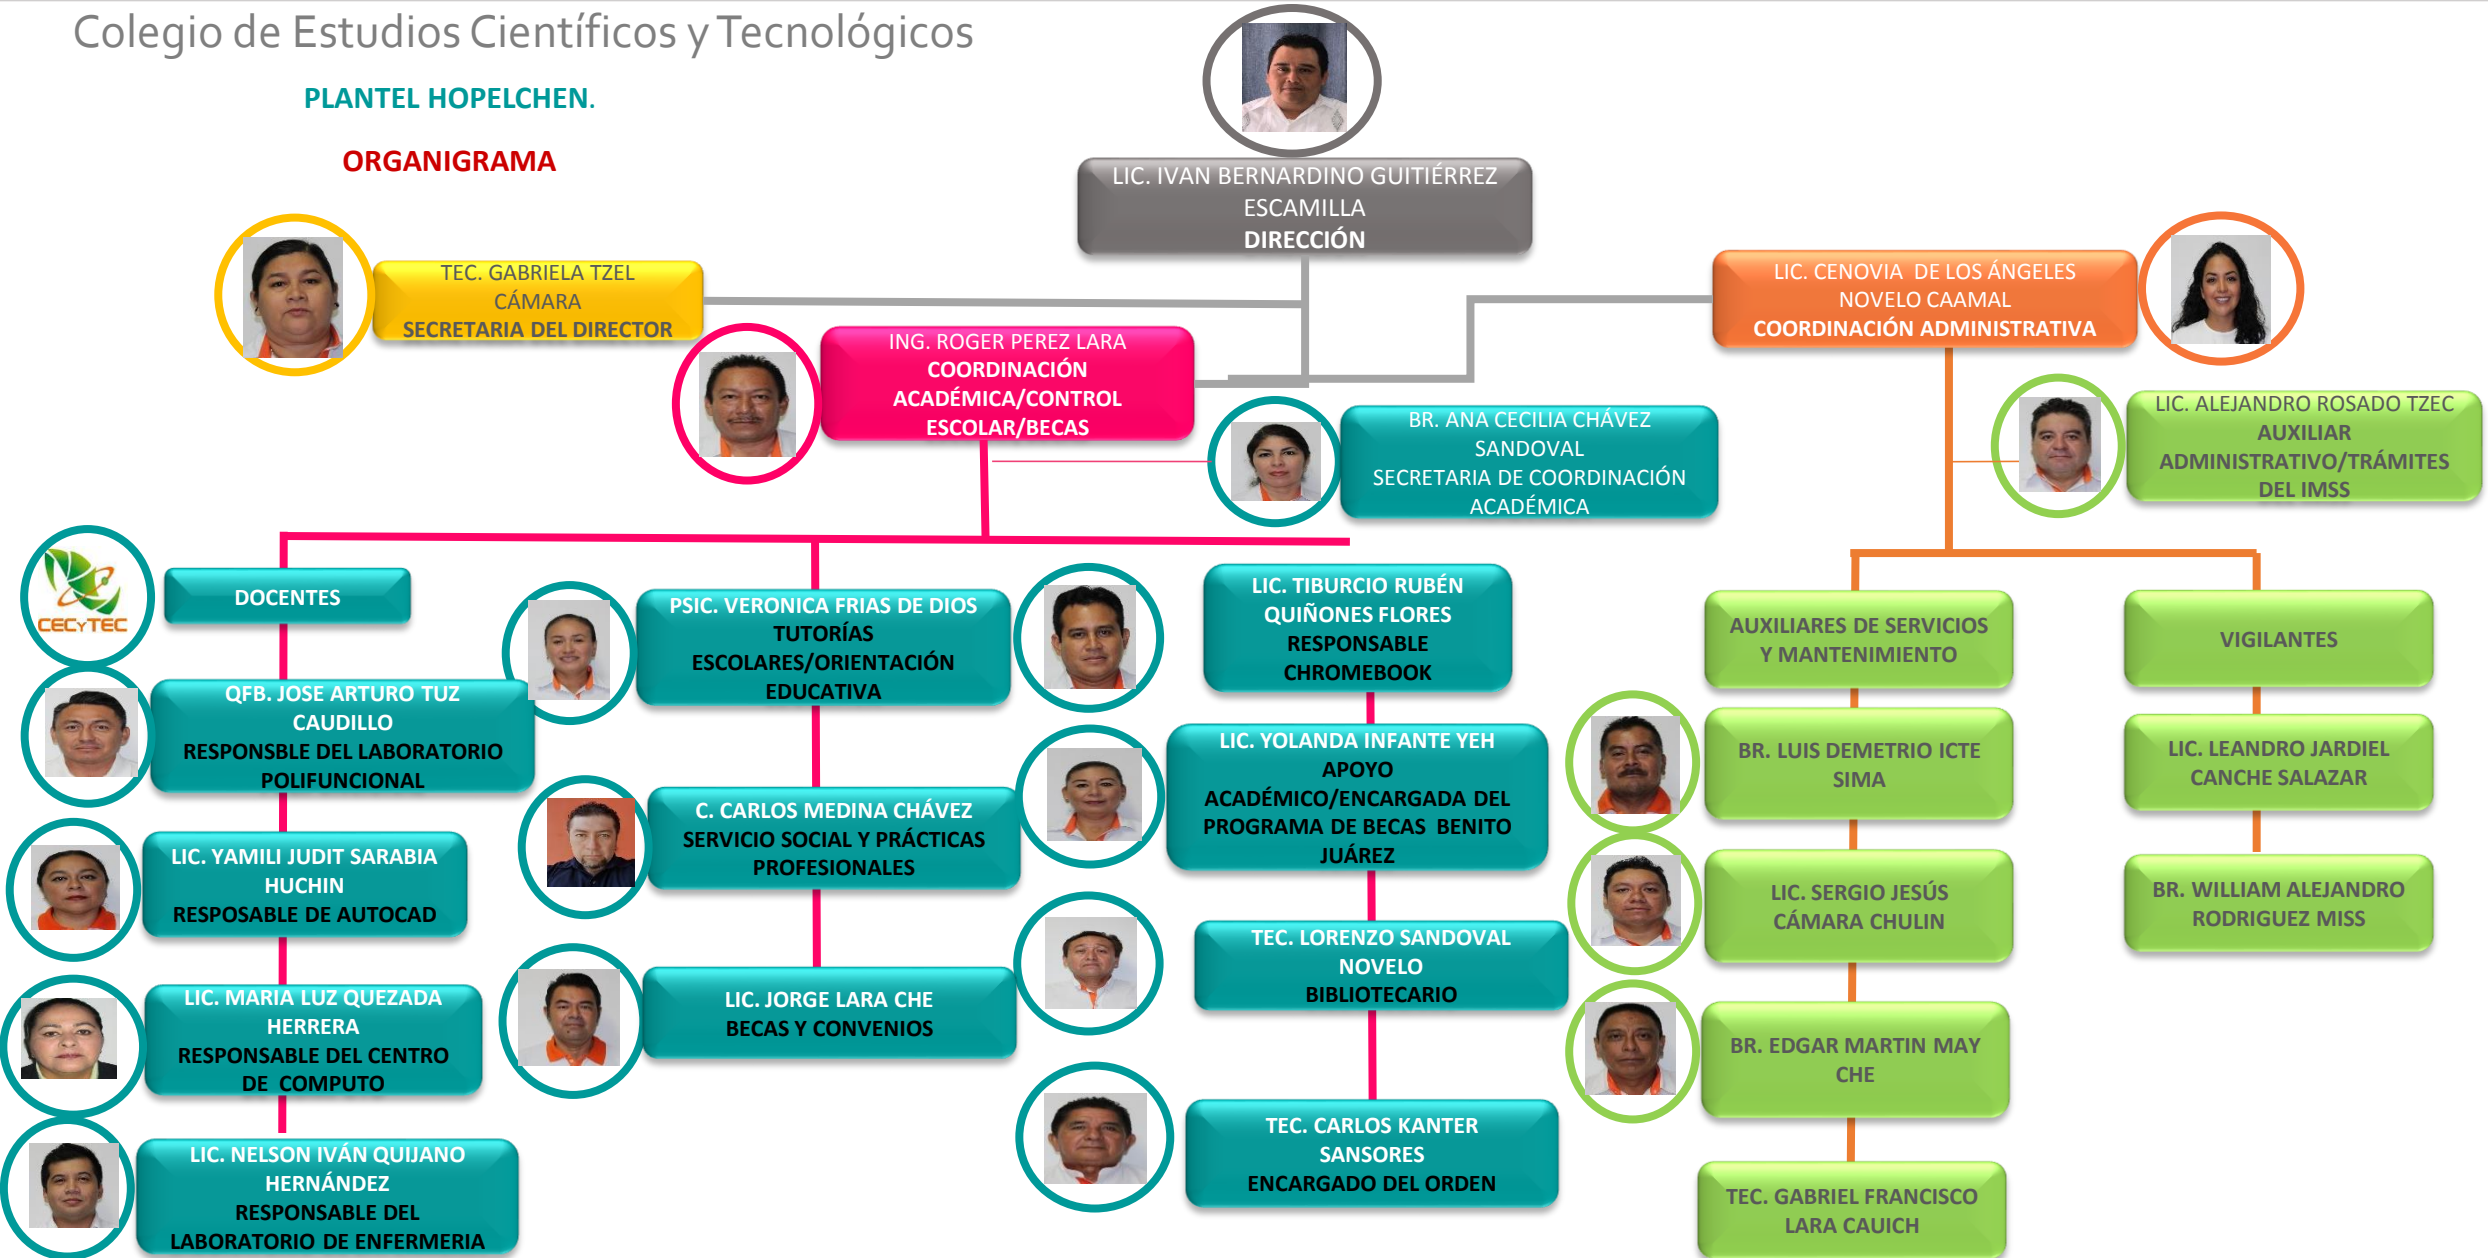 Colegio de Estudios Científicos y Tecnológicos
PLANTEL HOPELCHEN.
ORGANIGRAMA
LIC. IVAN BERNARDINO GUITIÉRREZ
ESCAMILLA
DIRECCIÓN
TEC. GABRIELA TZEL
CÁMARA
SECRETARIA DEL DIRECTOR
LIC. CENOVIA DE LOS ÁNGELES
NOVELO CAAMAL
COORDINACIÓN ADMINISTRATIVA
ING. ROGER PEREZ LARA
COORDINACIÓN
ACADÉMICA/CONTROL
ESCOLAR/BECAS
BR. ANA CECILIA CHÁVEZ
SANDOVAL
SECRETARIA DE COORDINACIÓN
ACADÉMICA
LIC. ALEJANDRO ROSADO TZEC
AUXILIAR
ADMINISTRATIVO/TRÁMITES
DEL IMSS
CECYTEC
DOCENTES
QFB. JOSE ARTURO TUZ
CAUDILLO
RESPONSBLE DEL LABORATORIO
POLIFUNCIONAL
LIC. YAMILI JUDIT SARABIA
HUCHIN
RESPOSABLE DE AUTOCAD
LIC. MARIA LUZ QUEZADA
HERRERA
RESPONSABLE DEL CENTRO
DE COMPUTO
LIC. NELSON IVÁN QUIJANO
HERNÁNDEZ
RESPONSABLE DEL
LABORATORIO DE ENFERMERIA
PSIC. VERONICA FRIAS DE DIOS
TUTORÍAS
ESCOLARES/ORIENTACIÓN
EDUCATIVA
C. CARLOS MEDINA CHÁVEZ
SERVICIO SOCIAL Y PRÁCTICAS
PROFESIONALES
LIC. JORGE LARA CHE
BECAS Y CONVENIOS
LIC. TIBURCIO RUBÉN
QUIÑONES FLORES
RESPONSABLE
CHROMEBOOK
LIC. YOLANDA INFANTE YEH
APOYO
ACADÉMICO/ENCARGADA DEL
PROGRAMA DE BECAS BENITO
JUÁREZ
TEC. LORENZO SANDOVAL
NOVELO
BIBLIOTECARIO
TEC. CARLOS KANTER
SANSORES
ENCARGADO DEL ORDEN
AUXILIARES DE SERVICIOS
Y MANTENIMIENTO
BR. LUIS DEMETRIO ICTE
SIMA
LIC. SERGIO JESÚS
CÁMARA CHULIN
BR. EDGAR MARTIN MAY
CHE
TEC. GABRIEL FRANCISCO
LARA CAUICH
VIGILANTES
LIC. LEANDRO JARDIEL
CANCHE SALAZAR
BR. WILLIAM ALEJANDRO
RODRIGUEZ MISS